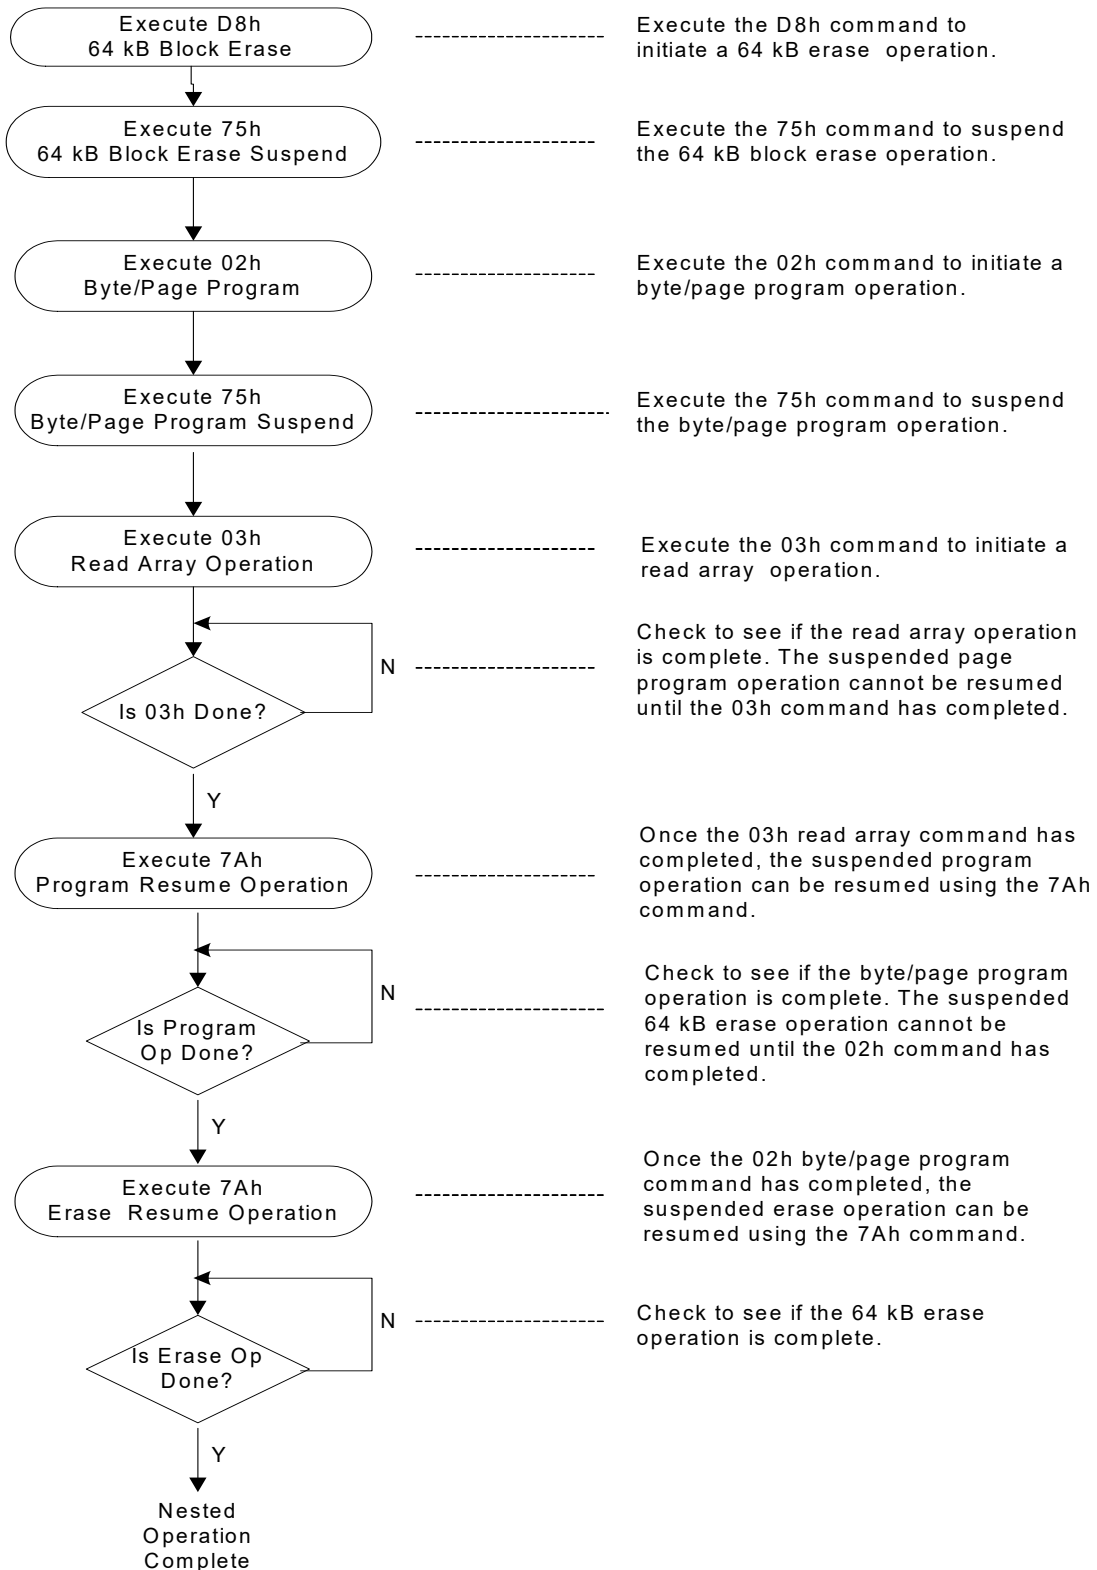 Execute D8h
64 kB Block Erase
Execute the D8h command to
initiate a 64 kB erase operation.
Execute 75h
64 kB Block Erase Suspend
Execute the 75h command to suspend
the 64 kB block erase operation.
Execute 02h
Byte/Page Program
Execute the 02h command to initiate a
byte/page program operation.
Execute 75h
Byte/Page Program Suspend
Execute the 75h command to suspend
the byte/page program operation.
Execute 03h
Read Array Operation
Execute the 03h command to initiate a
read array operation.
Is 03h Done?
N
Check to see if the read array operation
is complete. The suspended page
program operation cannot be resumed
until the 03h command has completed.
Y
Execute 7Ah
Program Resume Operation
Once the 03h read array command has
completed, the suspended program
operation can be resumed using the 7Ah
command.
Is Program
Op Done?
N
Check to see if the byte/page program
operation is complete. The suspended
64 kB erase operation cannot be
resumed until the 02h command has
completed.
Y
Execute 7Ah
Erase Resume Operation
Once the 02h byte/page program
command has completed, the
suspended erase operation can be
resumed using the 7Ah command.
Is Erase Op
Done?
N
Check to see if the 64 kB erase
operation is complete.
Y
Nested
Operation
Complete